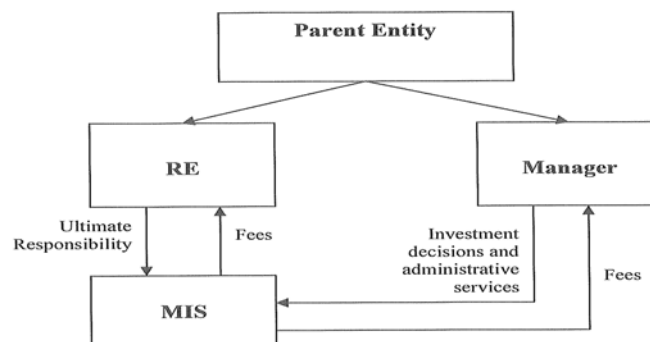 Parent Entity
RE
Manager
Ultimate
Responsibility
Fees
Investment
decisions and
administrative
services
Fees
MIS